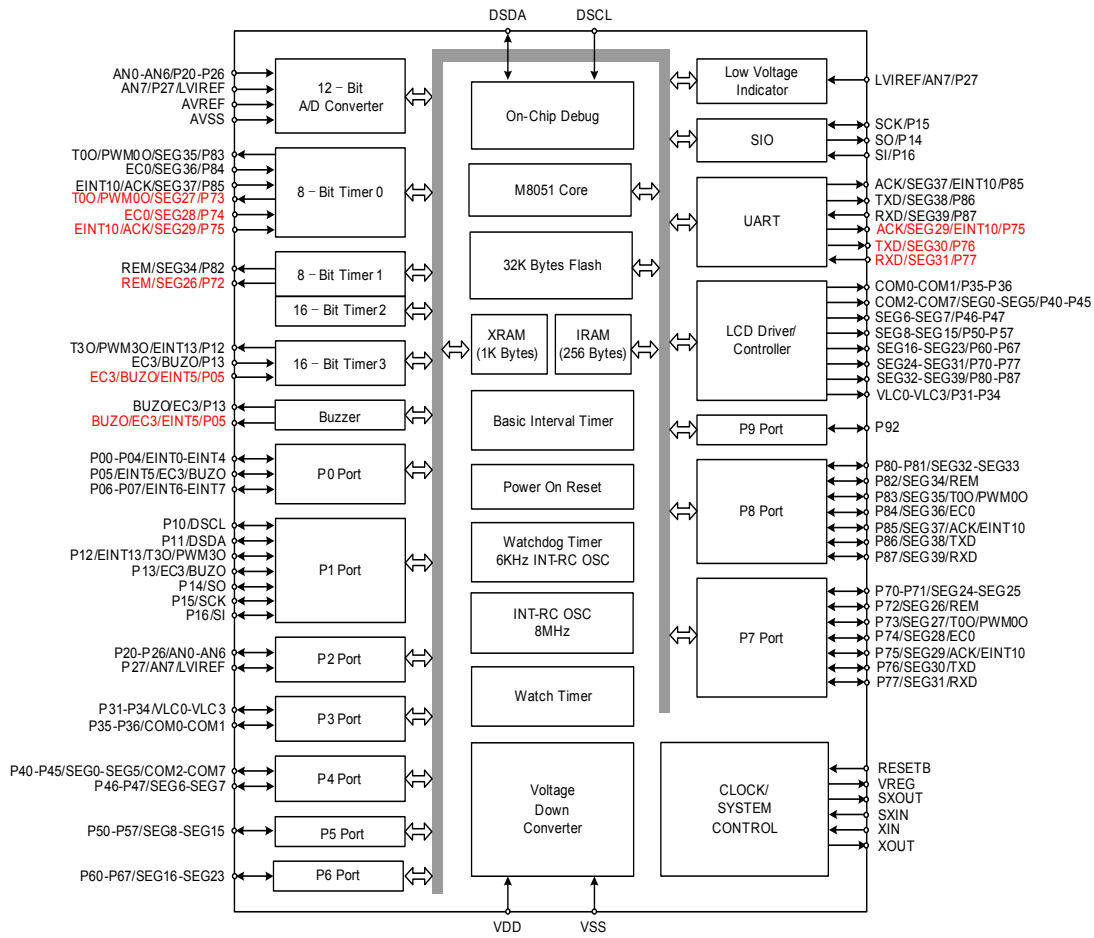 DSDA
DSCL
AN0-AN6/P20-P26
AN7/P27/LVIREF
AVREF
AVSS
12 – Bit
A/D Converter
T0O/PWM0O/SEG35/P83
EC0/SEG36/P84
EINT10/ACK/SEG37/P85
T0O/PWM0O/SEG27/P73
EC0/SEG28/P74
EINT10/ACK/SEG29/P75
8 – Bit Timer 0
REM/SEG34/P82
REM/SEG26/P72
8 – Bit Timer 1
16 – Bit Timer2
T3O/PWM3O/EINT13/P12
EC3/BUZO/P13
EC3/BUZO/EINT5/P05
16 – Bit Timer3
BUZO/EC3/P13
BUZO/EC3/EINT5/P05
Buzzer
P00-P04/EINT0-EINT4
P05/EINT5/EC3/BUZO
P06-P07/EINT6-EINT7
P0 Port
P10/DSCL
P11/DSDA
P12/EINT13/T3O/PWM3O
P13/EC3/BUZO
P14/SO
P15/SCK
P16/SI
P1 Port
P20-P26/AN0-AN6
P27/AN7/LVIREF
P2 Port
P31-P34/VLC0-VLC3
P35-P36/COM0-COM1
P3 Port
P40-P45/SEG0-SEG5/COM2-COM7
P46-P47/SEG6-SEG7
P4 Port
P50-P57/SEG8-SEG15
P5 Port
P60-P67/SEG16-SEG23
P6 Port
On-Chip Debug
M8051 Core
32K Bytes Flash
XRAM
(1K Bytes)
IRAM
(256 Bytes)
Basic Interval Timer
Power On Reset
Watchdog Timer
6KHz INT-RC OSC
INT-RC OSC
8MHz
Watch Timer
Voltage
Down
Converter
VDD
VSS
Low Voltage
Indicator
LVIREF/AN7/P27
SIO
SCK/P15
SO/P14
SI/P16
UART
ACK/SEG37/EINT10/P85
TXD/SEG38/P86
RXD/SEG39/P87
ACK/SEG29/EINT10/P75
TXD/SEG30/P76
RXD/SEG31/P77
LCD Driver/
Controller
COM0-COM1/P35-P36
COM2-COM7/SEG0-SEG5/P40-P45
SEG6-SEG7/P46-P47
SEG8-SEG15/P50-P57
SEG16-SEG23/P60-P67
SEG24-SEG31/P70-P77
SEG32-SEG39/P80-P87
VLC0-VLC3/P31-P34
P9 Port
P92
P8 Port
P80-P81/SEG32-SEG33
P82/SEG34/REM
P83/SEG35/T0O/PWM0O
P84/SEG36/EC0
P85/SEG37/ACK/EINT10
P86/SEG38/TXD
P87/SEG39/RXD
P7 Port
P70-P71/SEG24-SEG25
P72/SEG26/REM
P73/SEG27/T0O/PWM0O
P74/SEG28/EC0
P75/SEG29/ACK/EINT10
P76/SEG30/TXD
P77/SEG31/RXD
CLOCK/
SYSTEM
CONTROL
RESETB
VREG
SXOUT
SXIN
XIN
XOUT